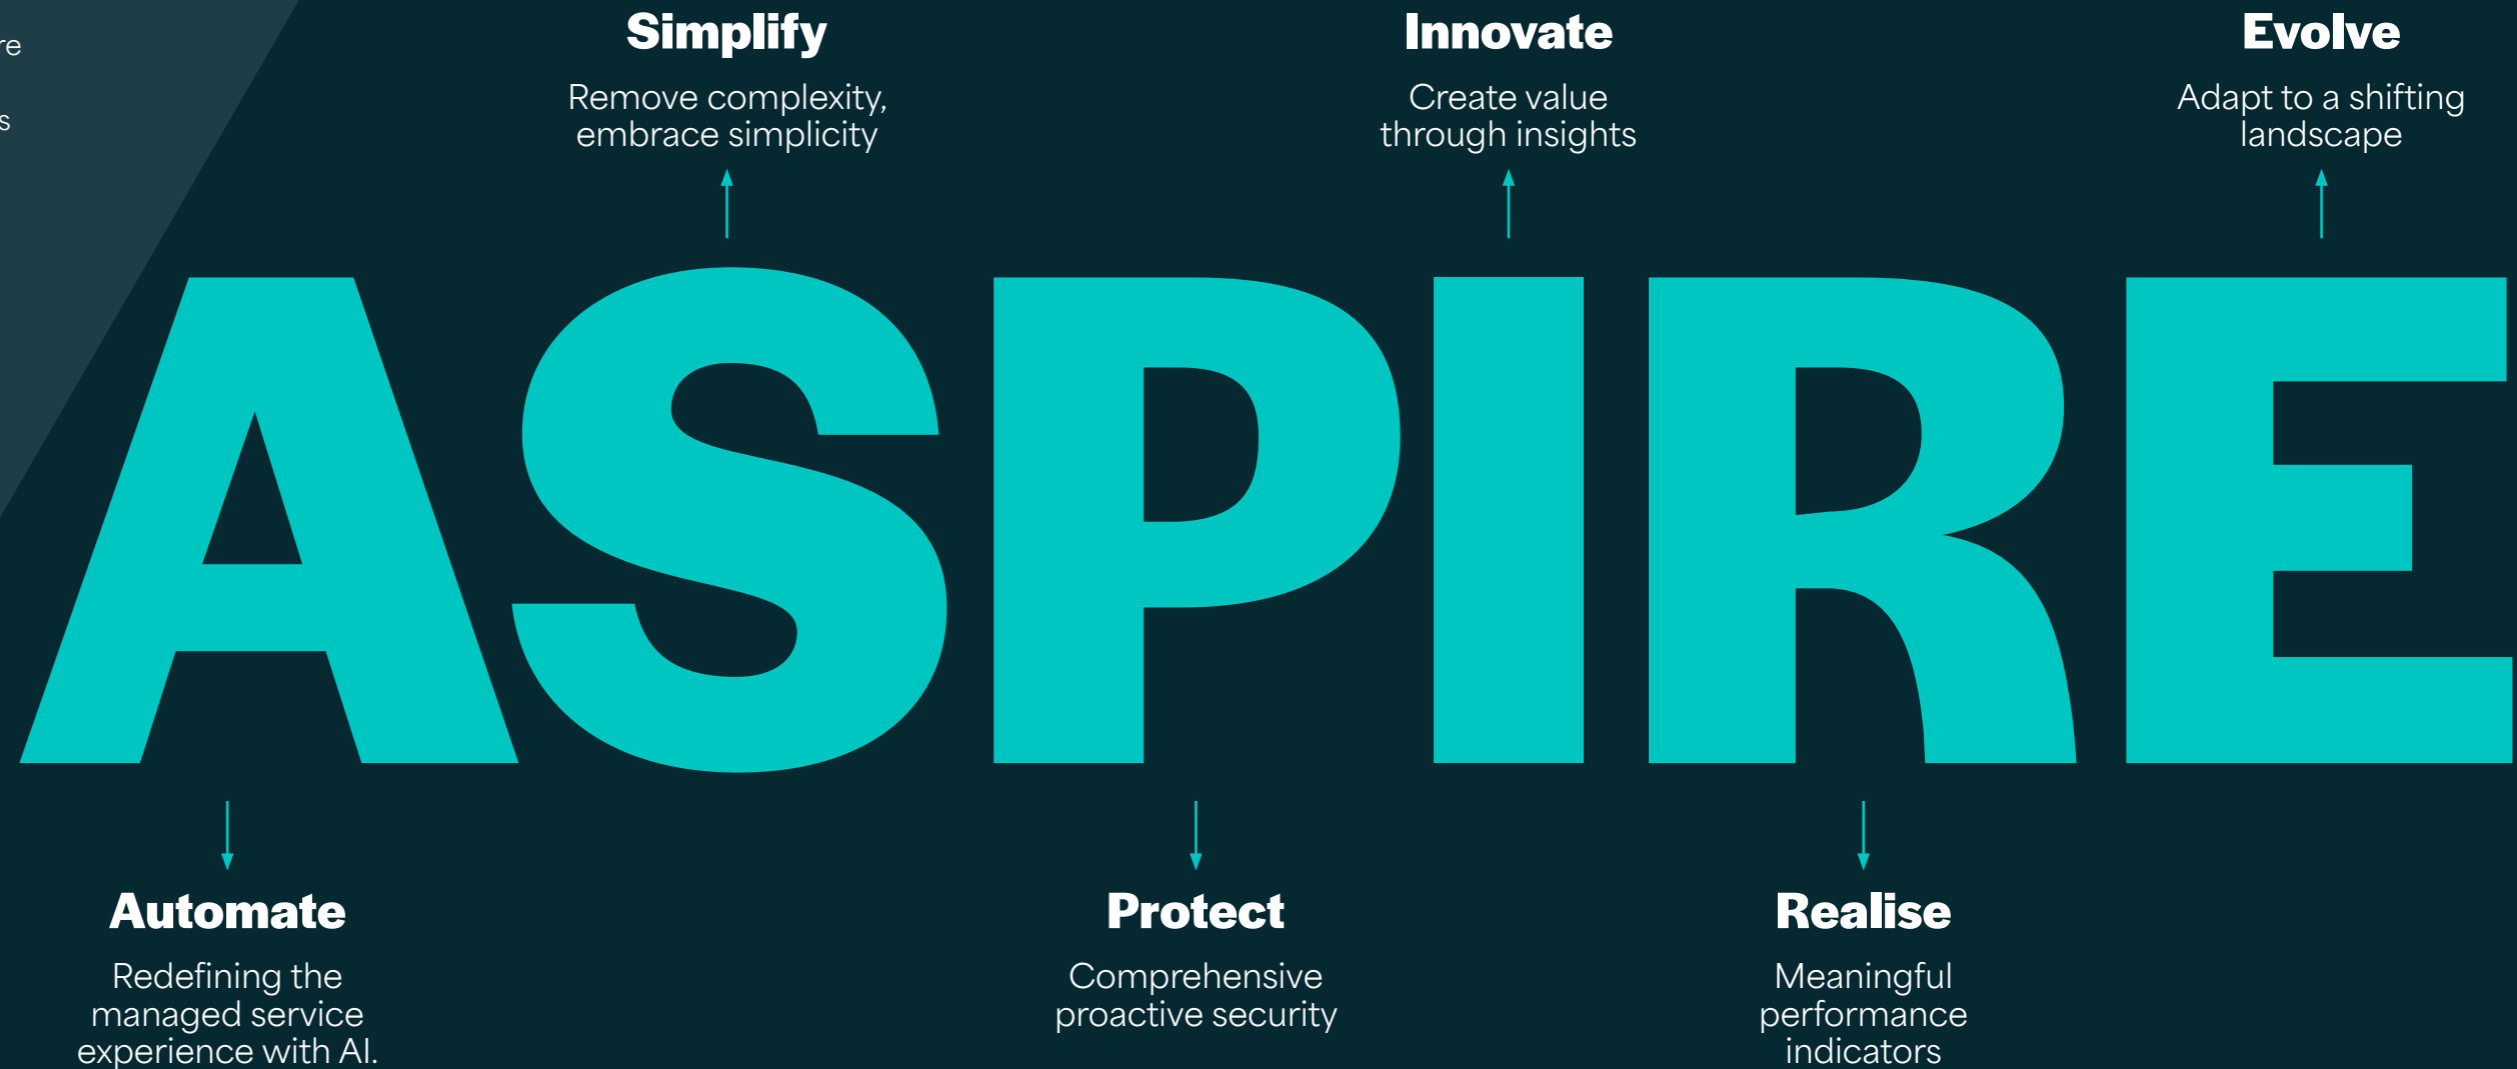 re
s
Simplify
Remove complexity,
embrace simplicity
Innovate
Create value
through insights
Evolve
Adapt to a shifting
landscape
ASPIRE
Automate
Redefining the
managed service
experience with AI.
Protect
Comprehensive
proactive security
Realise
Meaningful
performance
indicators